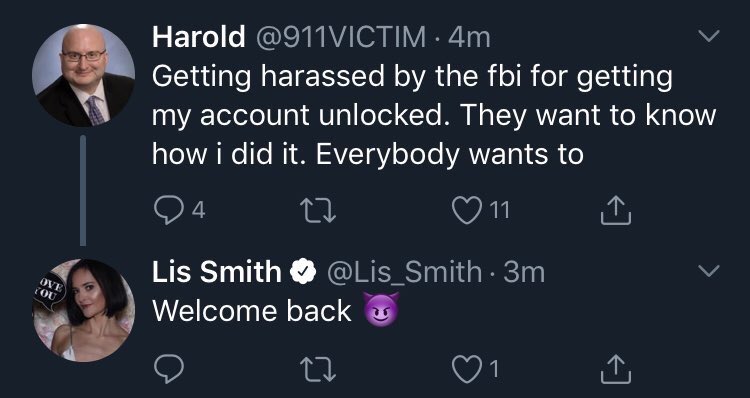 Harold @911VICTIM · 4m
Getting harassed by the fbi for getting
my account unlocked. They want to know
how i did it. Everybody wants to
4 11
Lis Smith @Lis_Smith · 3m
OVE
YOU
Welcome back 😈
1